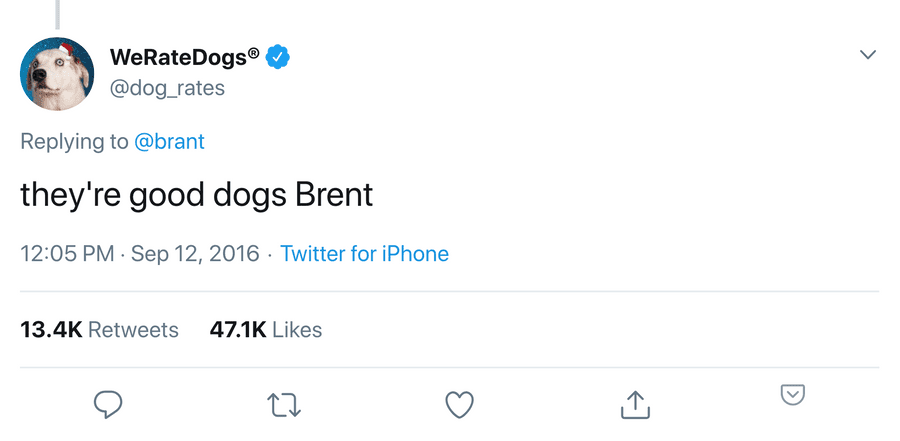 WeRateDogs®
@dog_rates
Replying to @brant
they're good dogs Brent
12:05 PM · Sep 12, 2016 · Twitter for iPhone
13.4K Retweets 47.1K Likes